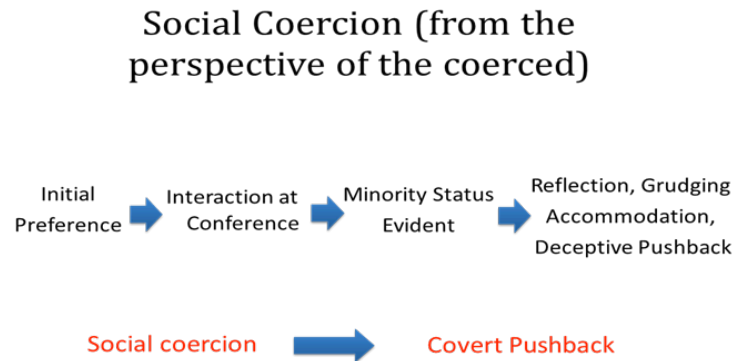 Social Coercion (from the
perspective of the coerced)
Initial
Preference
Interaction at
Conference
Minority Status
Evident
Reflection, Grudging
Accommodation,
Deceptive Pushback
Social coercion
Covert Pushback